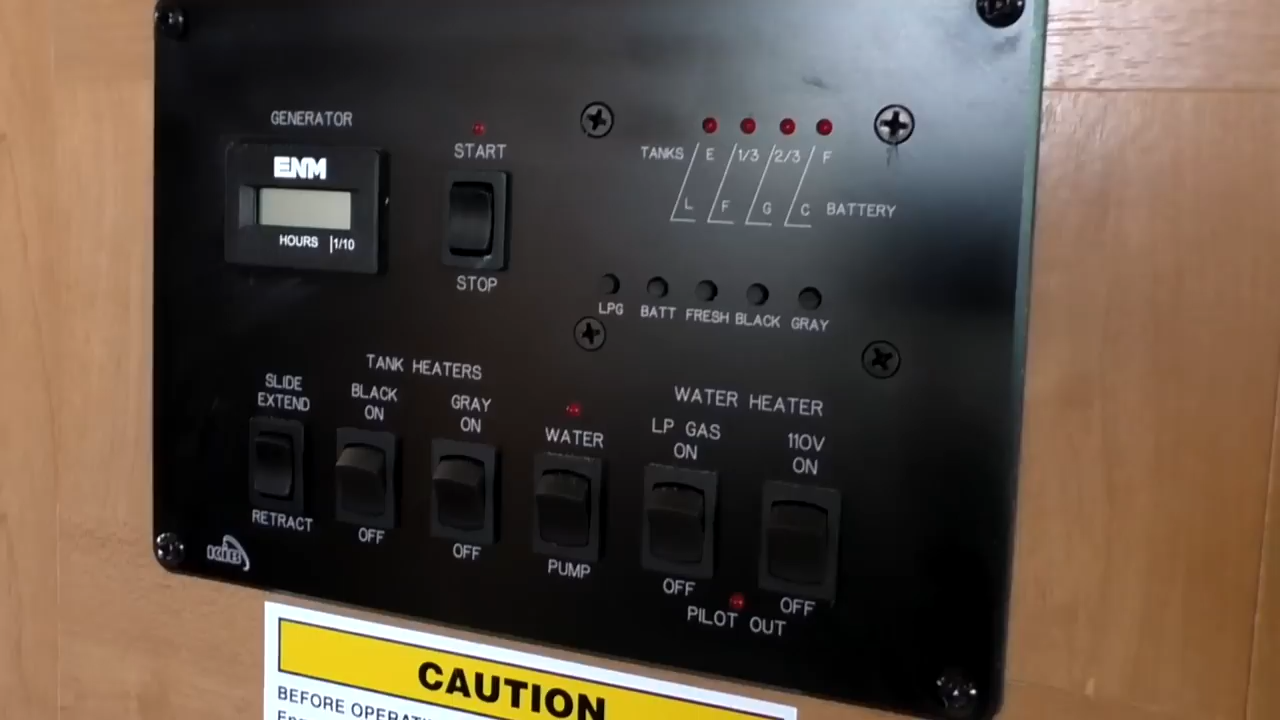 GENERATOR
ENM
HOURS 1/10
START
STOP
TANKS E 1/3 2/3 F
L F G C BATTERY
LPG BATT FRESH BLACK GRAY
TANK HEATERS
SLIDE EXTEND
RETRACT
BLACK ON
OFF
GRAY ON
OFF
WATER
PUMP
WATER HEATER
LP GAS ON
OFF
110V ON
OFF
PILOT OUT
KIB
CAUTION
BEFORE